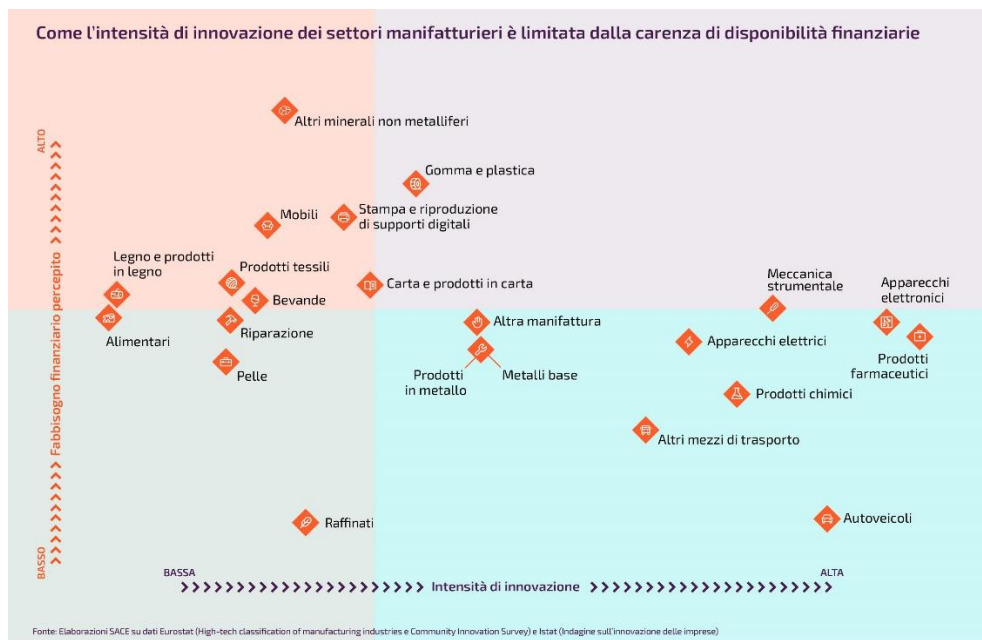 Come l'intensità di innovazione dei settori manifatturieri è limitata dalla carenza di disponibilità finanziarie
ALTO
Fabbisogno finanziario percepito
BASSO
Altri minerali non metalliferi
Gomma e plastica
Mobili
Stampa e riproduzione
di supporti digitali
Legno e prodotti
in legno
Prodotti tessili
Bevande
Carta e prodotti in carta
Meccanica
strumentale
Apparecchi
elettronici
Alimentari
Riparazione
Altra manifattura
Apparecchi elettrici
Prodotti
farmaceutici
Pelle
Prodotti
in metallo
Metalli base
Prodotti chimici
Altri mezzi di trasporto
Raffinati
Autoveicoli
BASSA
Intensità di innovazione
ALTA
Fonte: Elaborazioni SACE su dati Eurostat (High-tech classification of manufacturing industries e Community Innovation Survey) e Istat (Indagine sull'innovazione delle imprese)